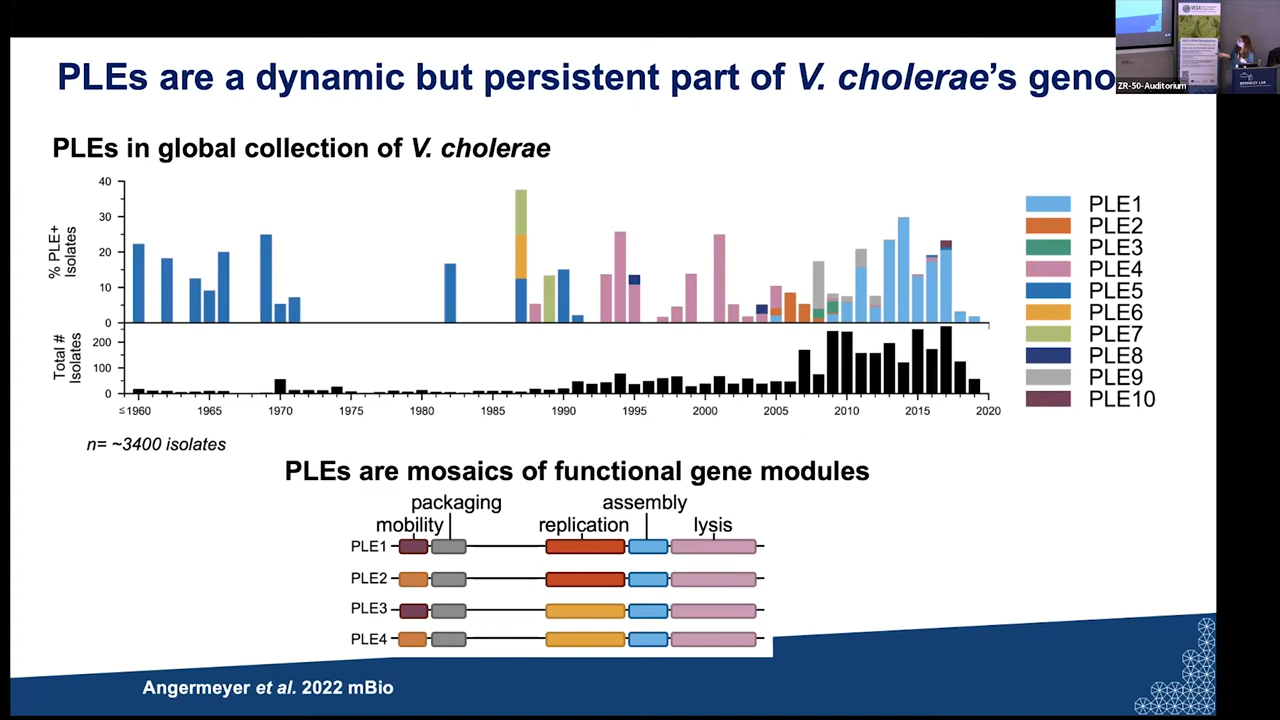 PLEs are a dynamic but persistent part of V. cholerae's geno
ZR-50-Auditorium
VEGA
BERKELEY LAB
PLEs in global collection of V. cholerae
% PLE+ Isolates
40
30
20
10
0
Total # Isolates
200
100
0
≤1960 1965 1970 1975 1980 1985 1990 1995 2000 2005 2010 2015 2020
PLE1
PLE2
PLE3
PLE4
PLE5
PLE6
PLE7
PLE8
PLE9
PLE10
n= ~3400 isolates
PLEs are mosaics of functional gene modules
packaging assembly
mobility replication lysis
PLE1
PLE2
PLE3
PLE4
Angermeyer et al. 2022 mBio